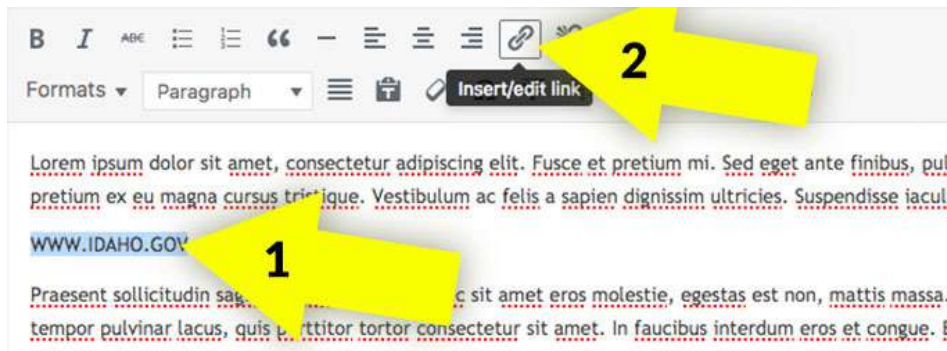 B I ABC
2
Formats Paragraph
Insert/edit link
Lorem ipsum dolor sit amet, consectetur adipiscing elit. Fusce et pretium mi. Sed eget ante finibus, pul
pretium ex eu magna cursus tristique. Vestibulum ac felis a sapien dignissim ultricies. Suspendisse iacul
WWW.IDAHO.GOV
1
Praesent sollicitudin sit amet eros molestie, egestas est non, mattis massa.
tempor pulvinar lacus, quis porttitor tortor consectetur sit amet. In faucibus interdum eros et congue. E